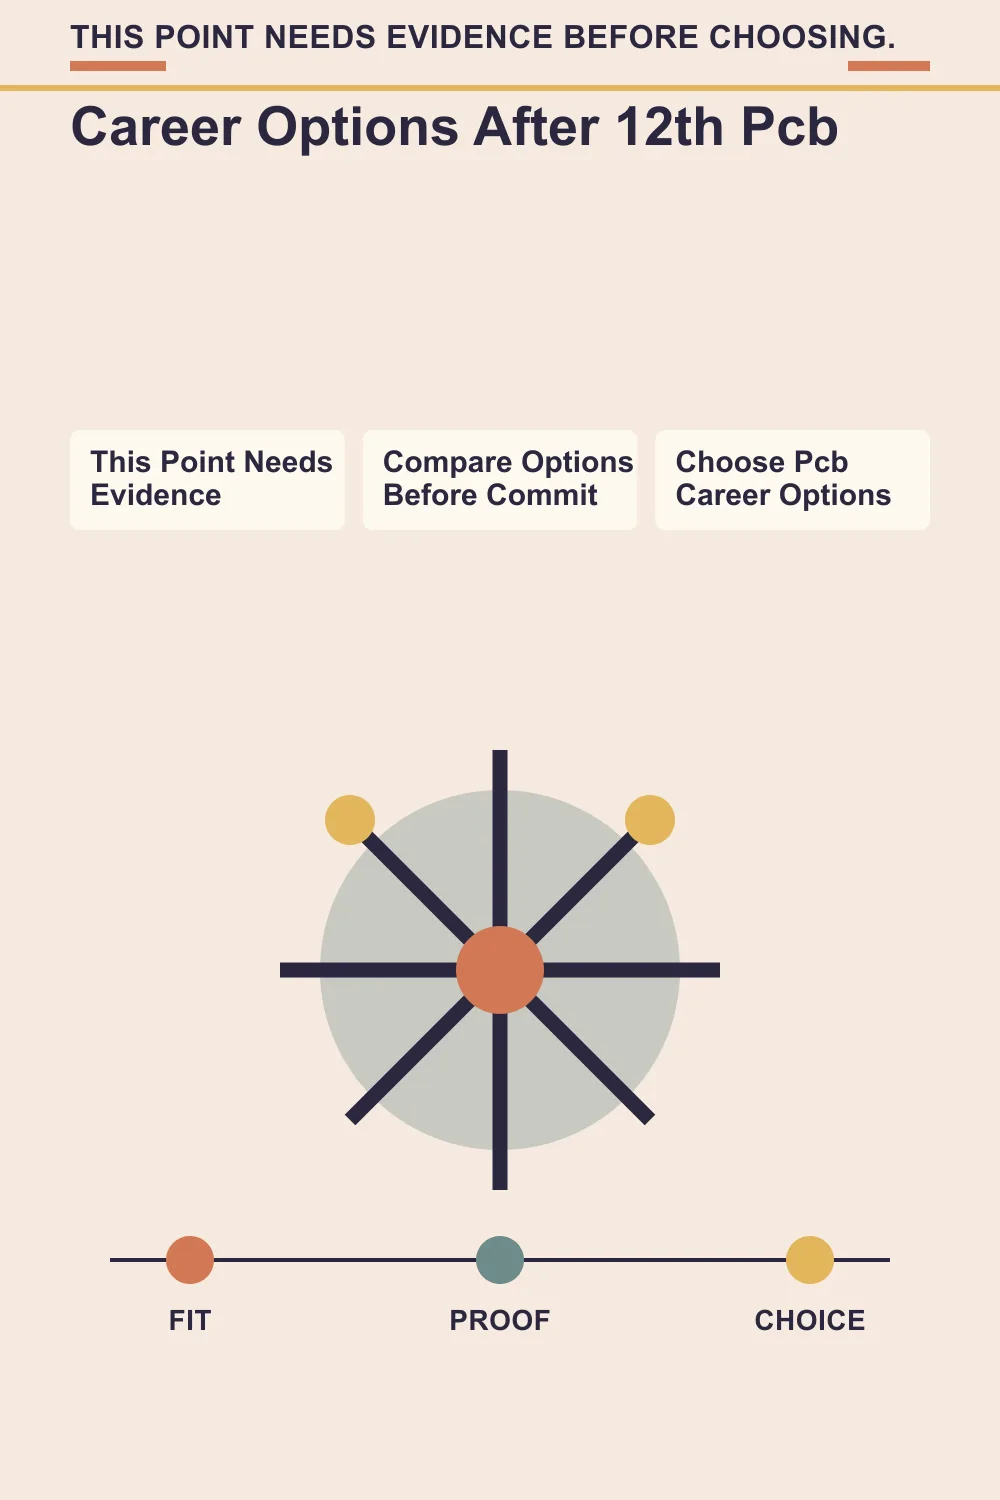 THIS POINT NEEDS EVIDENCE BEFORE CHOOSING.
Career Options After 12th Pcb
This Point Needs
Evidence
Compare Options
Before Commit
Choose Pcb
Career Options
FIT
PROOF
CHOICE